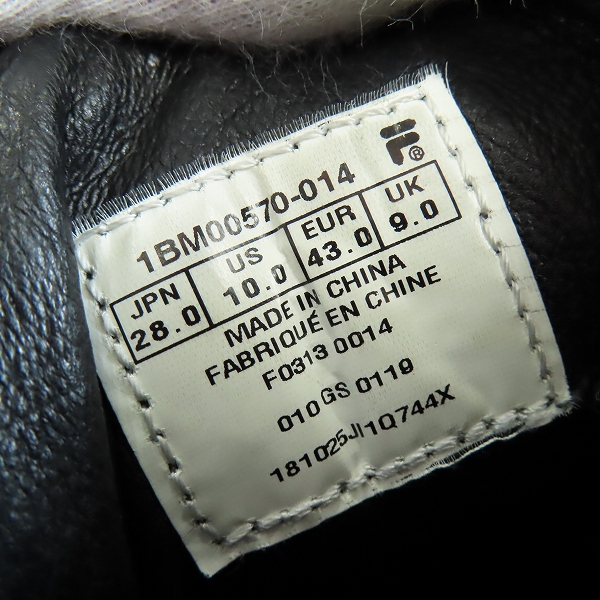 F®
1BM00570-014
JPN US EUR UK
28.0 10.0 43.0 9.0
MADE IN CHINA
FABRIQUÉ EN CHINE
F0313 0014
010GS 0119
181025JI1Q744X